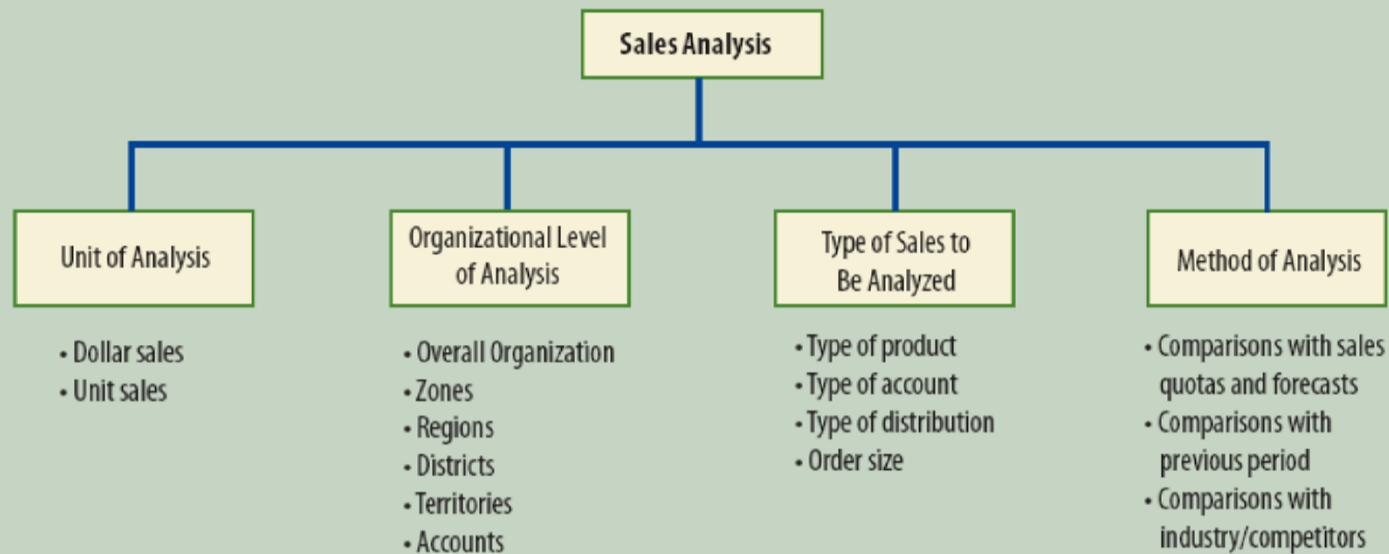 Sales Analysis
Unit of Analysis
• Dollar sales
• Unit sales
Organizational Level
of Analysis
• Overall Organization
• Zones
• Regions
• Districts
• Territories
• Accounts
Type of Sales to
Be Analyzed
• Type of product
• Type of account
• Type of distribution
• Order size
Method of Analysis
• Comparisons with sales
quotas and forecasts
• Comparisons with
previous period
• Comparisons with
industry/competitors